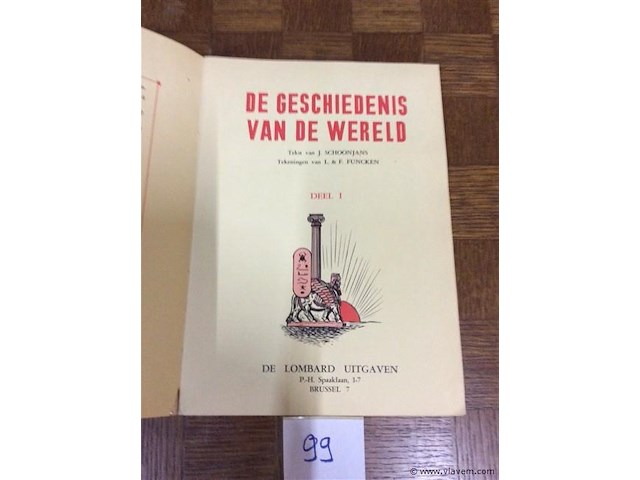 DE GESCHIEDENIS
VAN DE WERELD
Tekst van J. SCHOONJANS
Tekeningen van L. & F. FUNCKEN
DEEL I
DE LOMBARD UITGAVEN
P.-H. Spaaklaan, 1-7
BRUSSEL 7
99
© www.vlavem.com